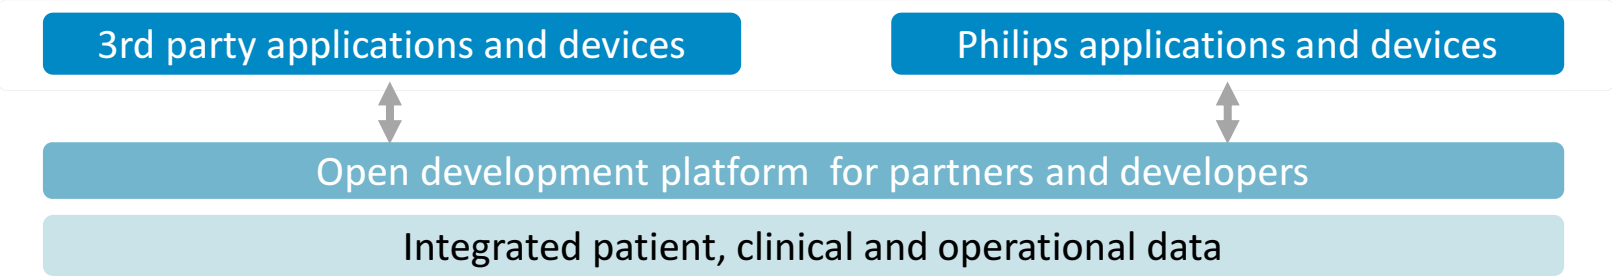 3rd party applications and devices
Philips applications and devices
Open development platform  for partners and developers
Integrated patient, clinical and operational data